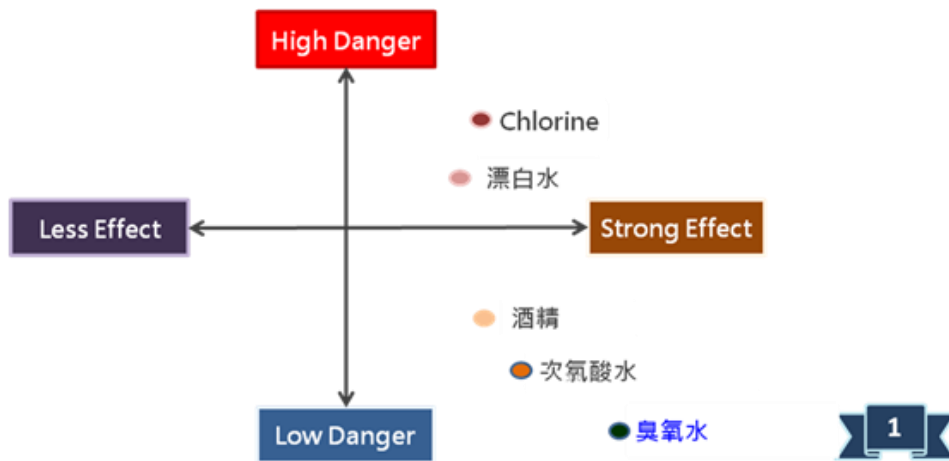 High Danger
Chlorine
漂白水
Less Effect
Strong Effect
酒精
次氯酸水
Low Danger
臭氧水
1